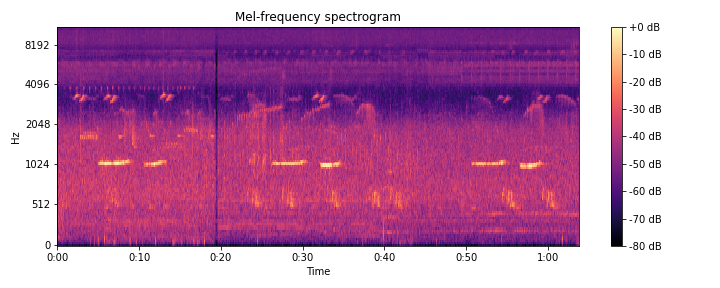 Mel-frequency spectrogram
8192
4096
2048
1024
512
0
Hz
0:00 0:10 0:20 0:30 0:40 0:50 1:00
Time
+0 dB
-10 dB
-20 dB
-30 dB
-40 dB
-50 dB
-60 dB
-70 dB
-80 dB